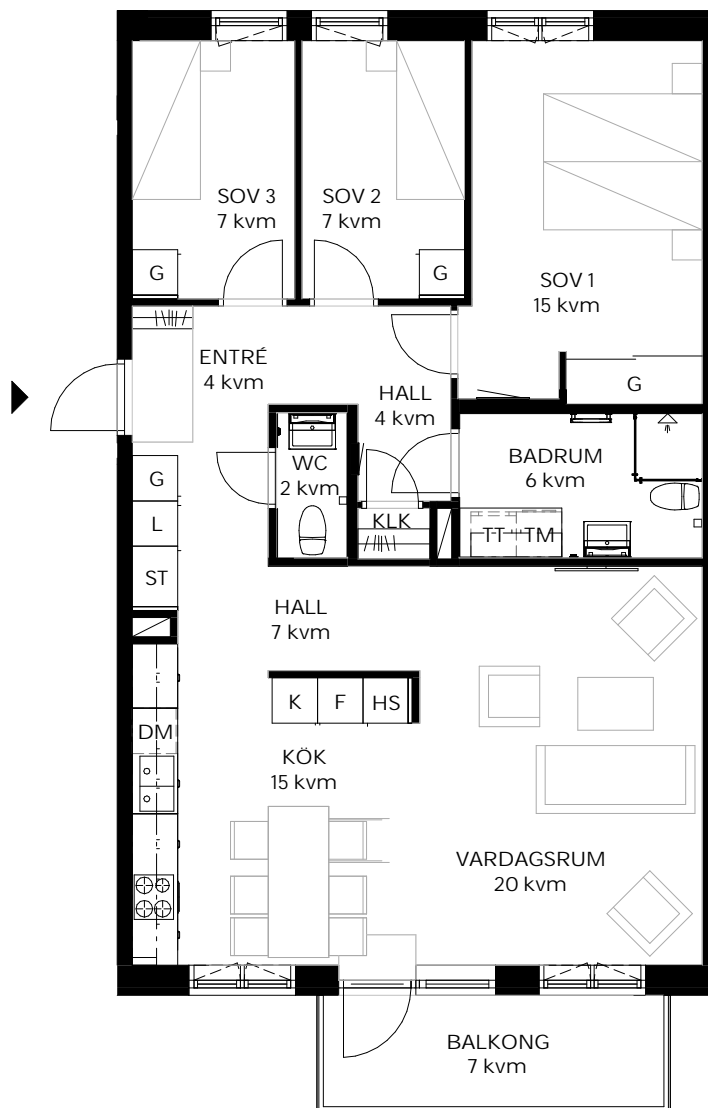 SOV 3
7 kvm
SOV 2
7 kvm
G
G
SOV 1
15 kvm
G
ENTRÉ
4 kvm
HALL
4 kvm
WC
2 kvm
BADRUM
6 kvm
G
L
ST
KLK
TT
TM
HALL
7 kvm
K
F
HS
DM
KÖK
15 kvm
VARDAGSRUM
20 kvm
BALKONG
7 kvm